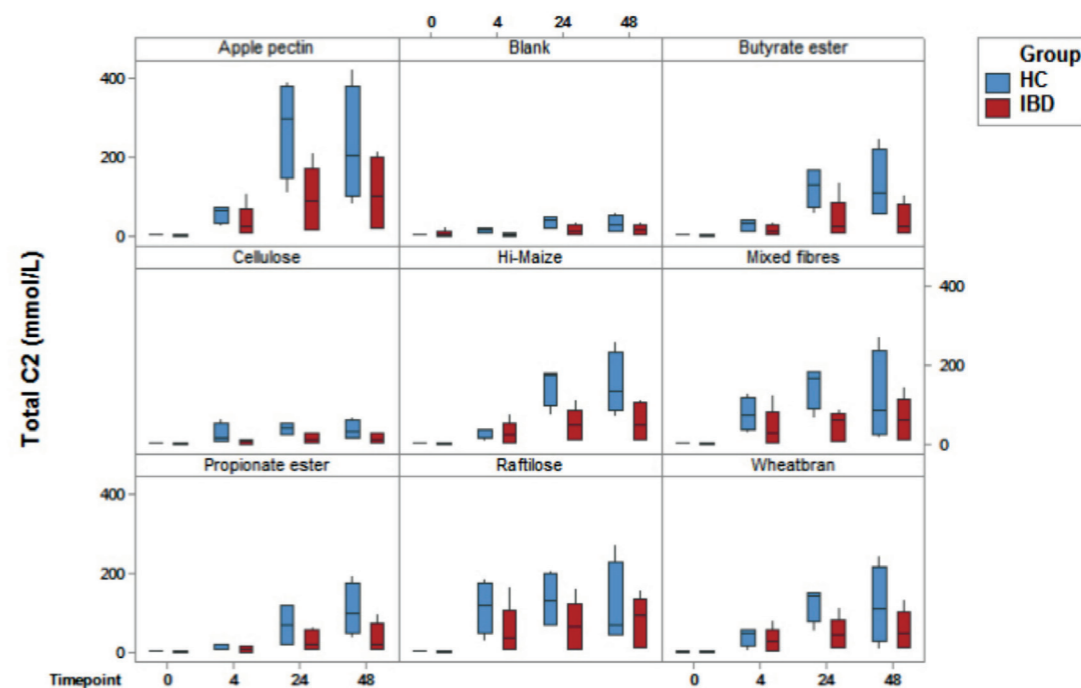 0 4 24 48
Apple pectin Blank Butyrate ester
Group
HC
IBD
400
200
0
Total C2 (mmol/L)
Cellulose Hi-Maize Mixed fibres
400
200
0
Propionate ester Raftilose Wheatbran
400
200
0
Timepoint 0 4 24 48 0 4 24 48